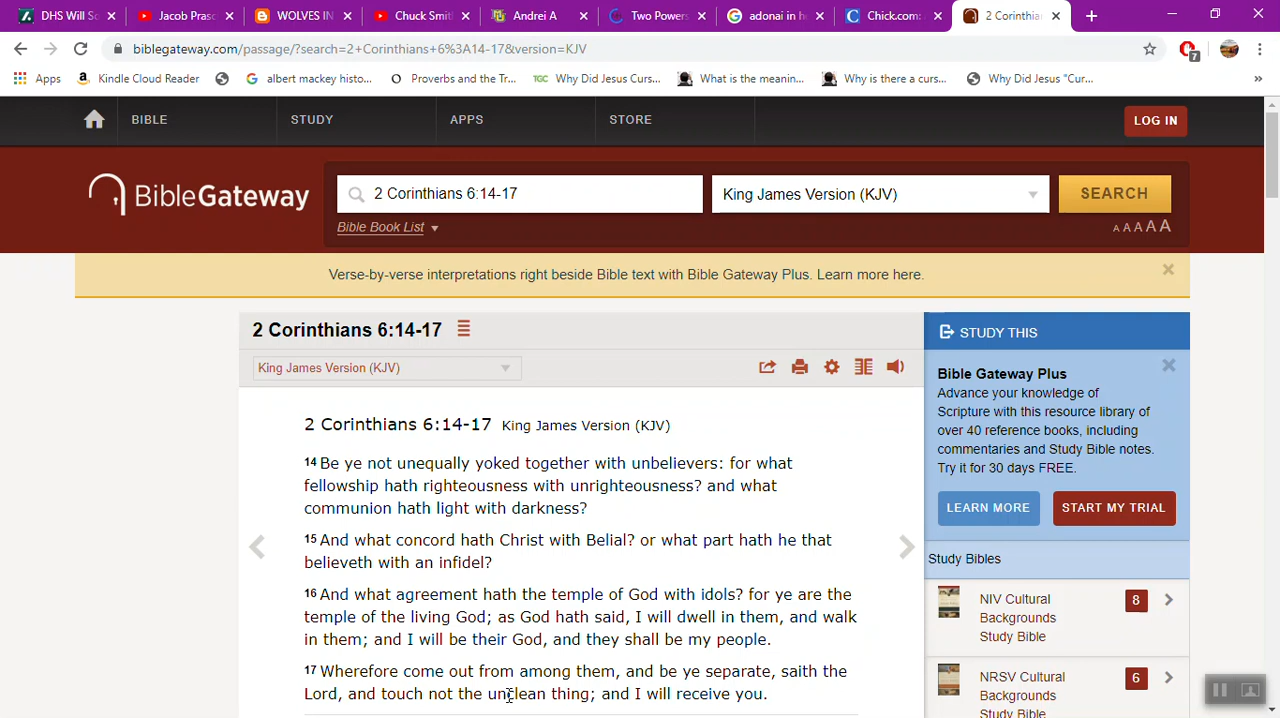 DHS Will Sc
Jacob Prasc
WOLVES IN
Chuck Smit
Andrei A
Two Powers
adonai in he
Chick.com:
2 Corinthia
biblegateway.com/passage/?search=2+Corinthians+6%3A14-17&version=KJV
7
Apps
Kindle Cloud Reader
albert mackey histo...
Proverbs and the Tr...
TGC Why Did Jesus Curs...
What is the meanin...
Why is there a curs...
Why Did Jesus "Cur...
»
BIBLE
STUDY
APPS
STORE
LOG IN
BibleGateway
2 Corinthians 6:14-17
King James Version (KJV)
SEARCH
Bible Book List
A A A A A
Verse-by-verse interpretations right beside Bible text with Bible Gateway Plus. Learn more here.
2 Corinthians 6:14-17
King James Version (KJV)
2 Corinthians 6:14-17 King James Version (KJV)
14 Be ye not unequally yoked together with unbelievers: for what
fellowship hath righteousness with unrighteousness? and what
communion hath light with darkness?
15 And what concord hath Christ with Belial? or what part hath he that
believeth with an infidel?
16 And what agreement hath the temple of God with idols? for ye are the
temple of the living God; as God hath said, I will dwell in them, and walk
in them; and I will be their God, and they shall be my people.
17 Wherefore come out from among them, and be ye separate, saith the
Lord, and touch not the unclean thing; and I will receive you.
STUDY THIS
Bible Gateway Plus
Advance your knowledge of
Scripture with this resource library of
over 40 reference books, including
commentaries and Study Bible notes.
Try it for 30 days FREE.
LEARN MORE
START MY TRIAL
Study Bibles
NIV Cultural
Backgrounds
Study Bible
8
NRSV Cultural
Backgrounds
Study Bible
6